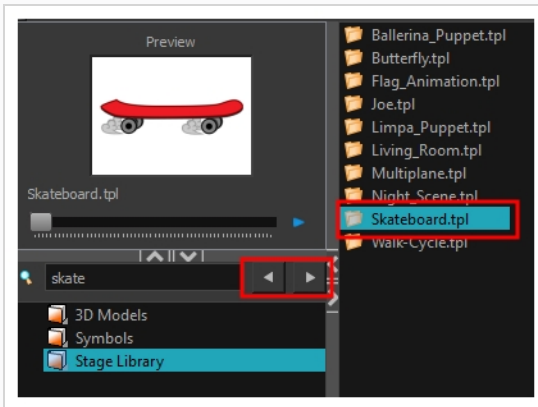 Preview
Skateboard.tpl
skate
3D Models
Symbols
Stage Library
Ballerina_Puppet.tpl
Butterfly.tpl
Flag_Animation.tpl
Joe.tpl
Limpa_Puppet.tpl
Living_Room.tpl
Multiplane.tpl
Night_Scene.tpl
Skateboard.tpl
Walk-Cycle.tpl